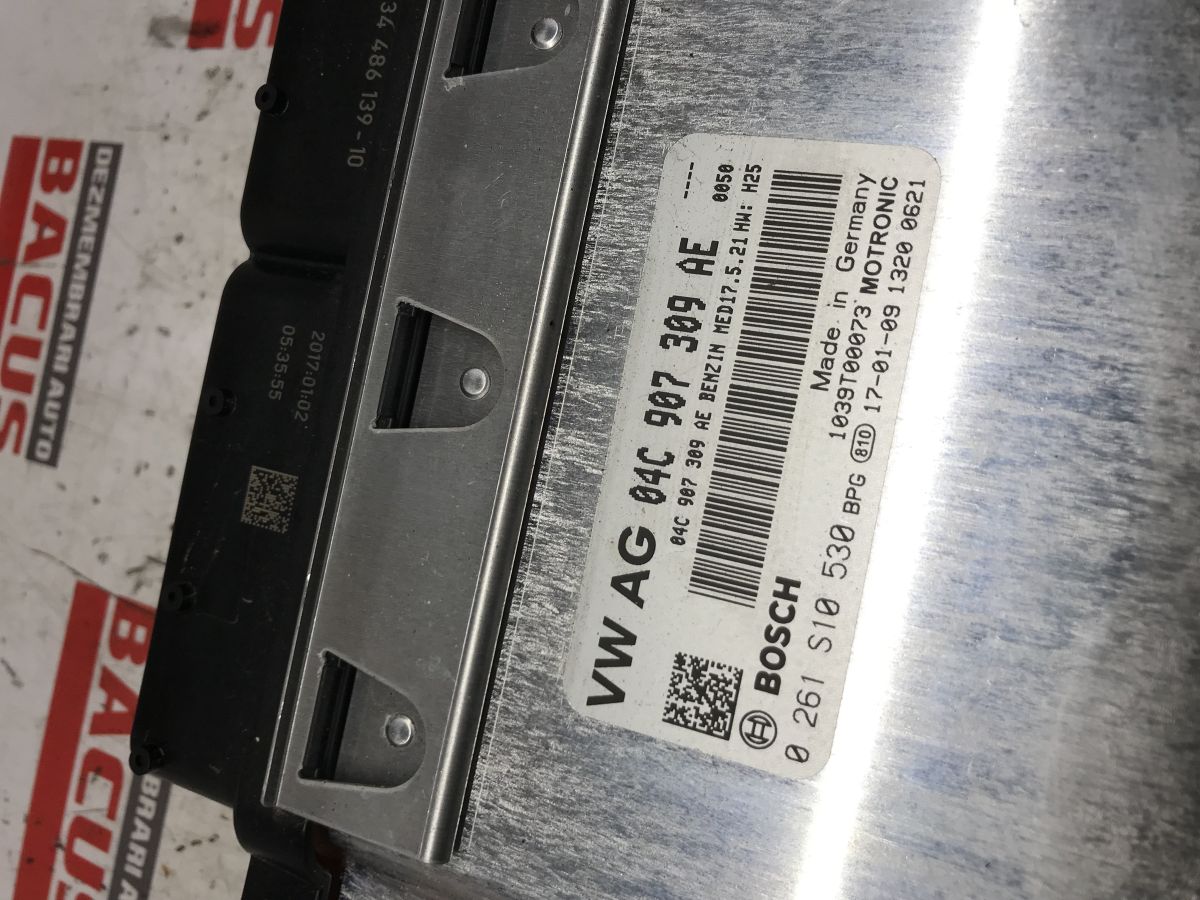 VW AG 04C 907 309 AE ----
04C 907 309 AE BENZIN MED17.5.21 HW: H25 0050
Made in Germany
BOSCH 1039T00073 MOTRONIC
0 261 S10 530 BPG 810 17-01-09 1320 0621
34 486 139-10
2017:01:02
05:35:55
DEZMEMBRARI AUTO
BACUS
BACUS
BACUS
BRARI A